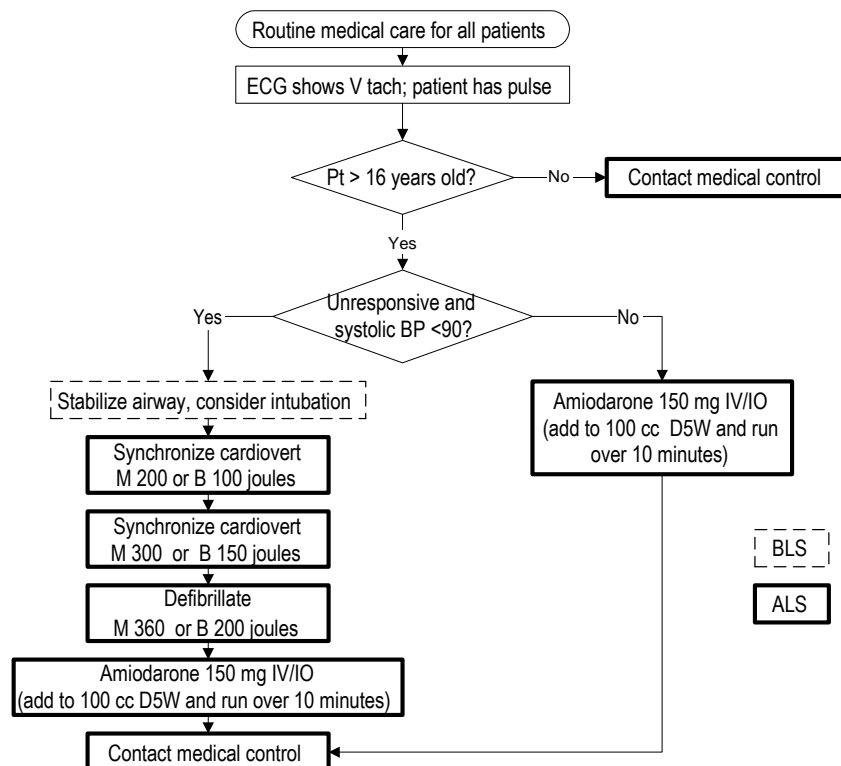 Routine medical care for all patients
ECG shows V tach; patient has pulse
Pt > 16 years old?
No
Contact medical control
Yes
Unresponsive and
systolic BP <90?
Yes
No
Stabilize airway, consider intubation
Synchronize cardiovert
M 200 or B 100 joules
Synchronize cardiovert
M 300 or B 150 joules
Defibrillate
M 360 or B 200 joules
Amiodarone 150 mg IV/IO
(add to 100 cc D5W and run over 10 minutes)
Contact medical control
Amiodarone 150 mg IV/IO
(add to 100 cc D5W and run
over 10 minutes)
BLS
ALS